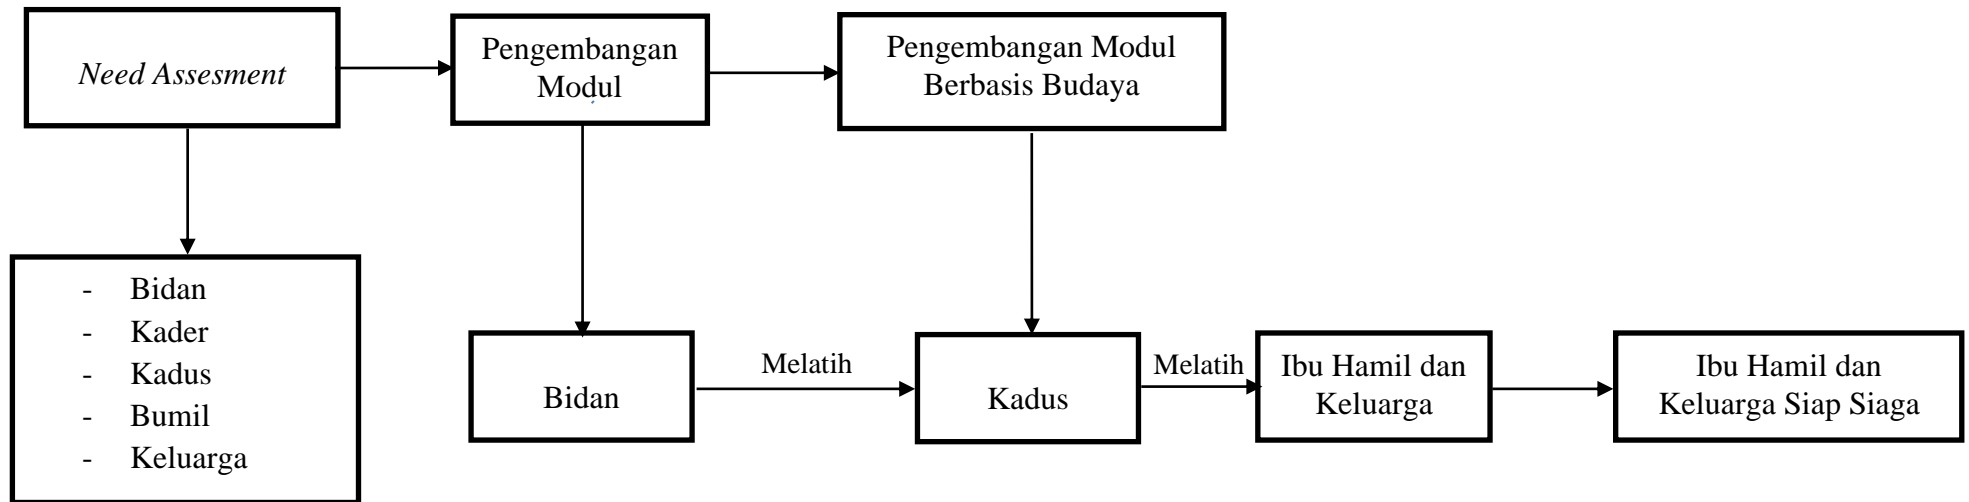 Need Assesment
Pengembangan
Modul
Pengembangan Modul
Berbasis Budaya
- Bidan
- Kader
- Kadus
- Bumil
- Keluarga
Bidan
Melatih
Kadus
Melatih
Ibu Hamil dan
Keluarga
Ibu Hamil dan
Keluarga Siap Siaga